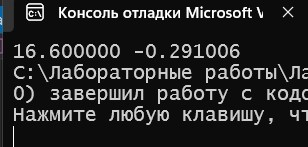 Консоль отладки Microsoft V
16.600000 -0.291006
C:\Лабораторные работы\Ла
0) завершил работу с кодо
Нажмите любую клавишу, чт